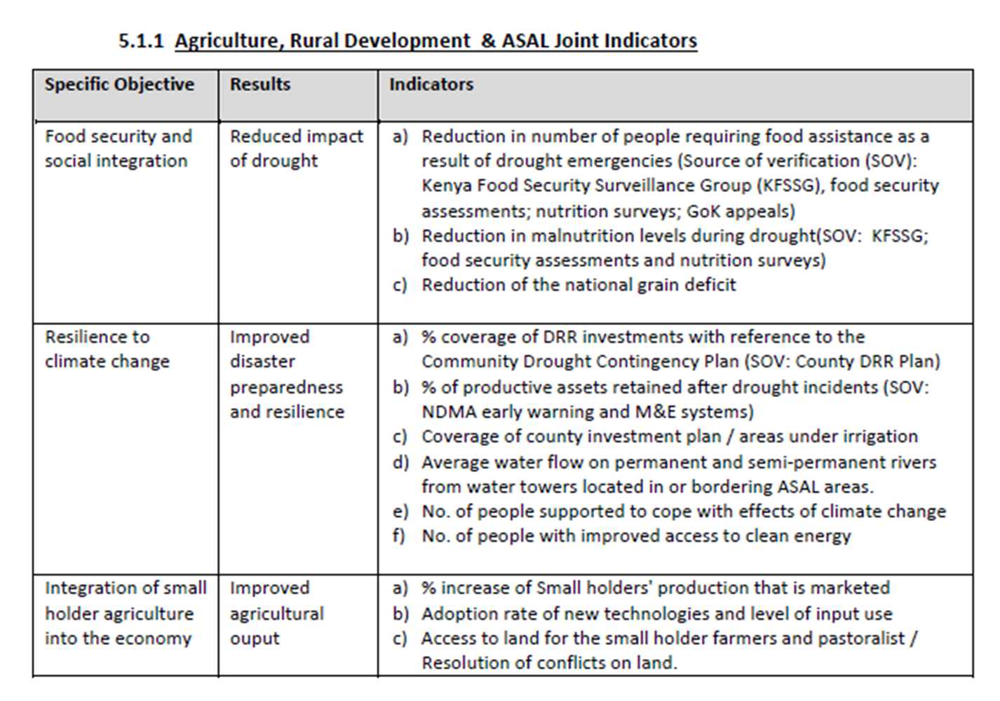 5.1.1 Agriculture, Rural Development & ASAL Joint Indicators
Specific Objective
Results
Indicators
Food security and
social integration
Reduced impact
of drought
a) Reduction in number of people requiring food assistance as a
result of drought emergencies (Source of verification (SOV):
Kenya Food Security Surveillance Group (KFSSG), food security
assessments; nutrition surveys; GoK appeals)
b) Reduction in malnutrition levels during drought(SOV: KFSSG;
food security assessments and nutrition surveys)
c) Reduction of the national grain deficit
Resilience to
climate change
Improved
disaster
preparedness
and resilience
a) % coverage of DRR investments with reference to the
Community Drought Contingency Plan (SOV: County DRR Plan)
b) % of productive assets retained after drought incidents (SOV:
NDMA early warning and M&E systems)
c) Coverage of county investment plan / areas under irrigation
d) Average water flow on permanent and semi-permanent rivers
from water towers located in or bordering ASAL areas.
e) No. of people supported to cope with effects of climate change
f) No. of people with improved access to clean energy
Integration of small
holder agriculture
into the economy
Improved
agricultural
ouput
a) % increase of Small holders' production that is marketed
b) Adoption rate of new technologies and level of input use
c) Access to land for the small holder farmers and pastoralist /
Resolution of conflicts on land.